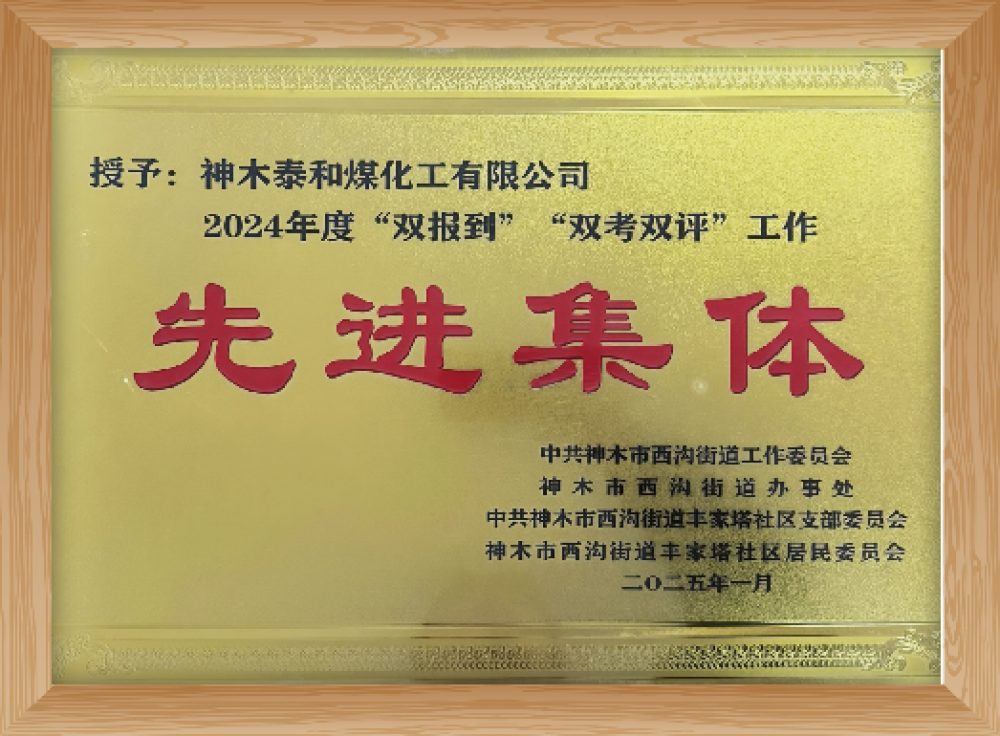 授予：神木泰和煤化工有限公司
2024年度“双报到”“双考双评”工作
先进集体
中共神木市西沟街道工作委员会
神木市西沟街道办事处
中共神木市西沟街道丰家塔社区支部委员会
神木市西沟街道丰家塔社区居民委员会
二〇二五年一月